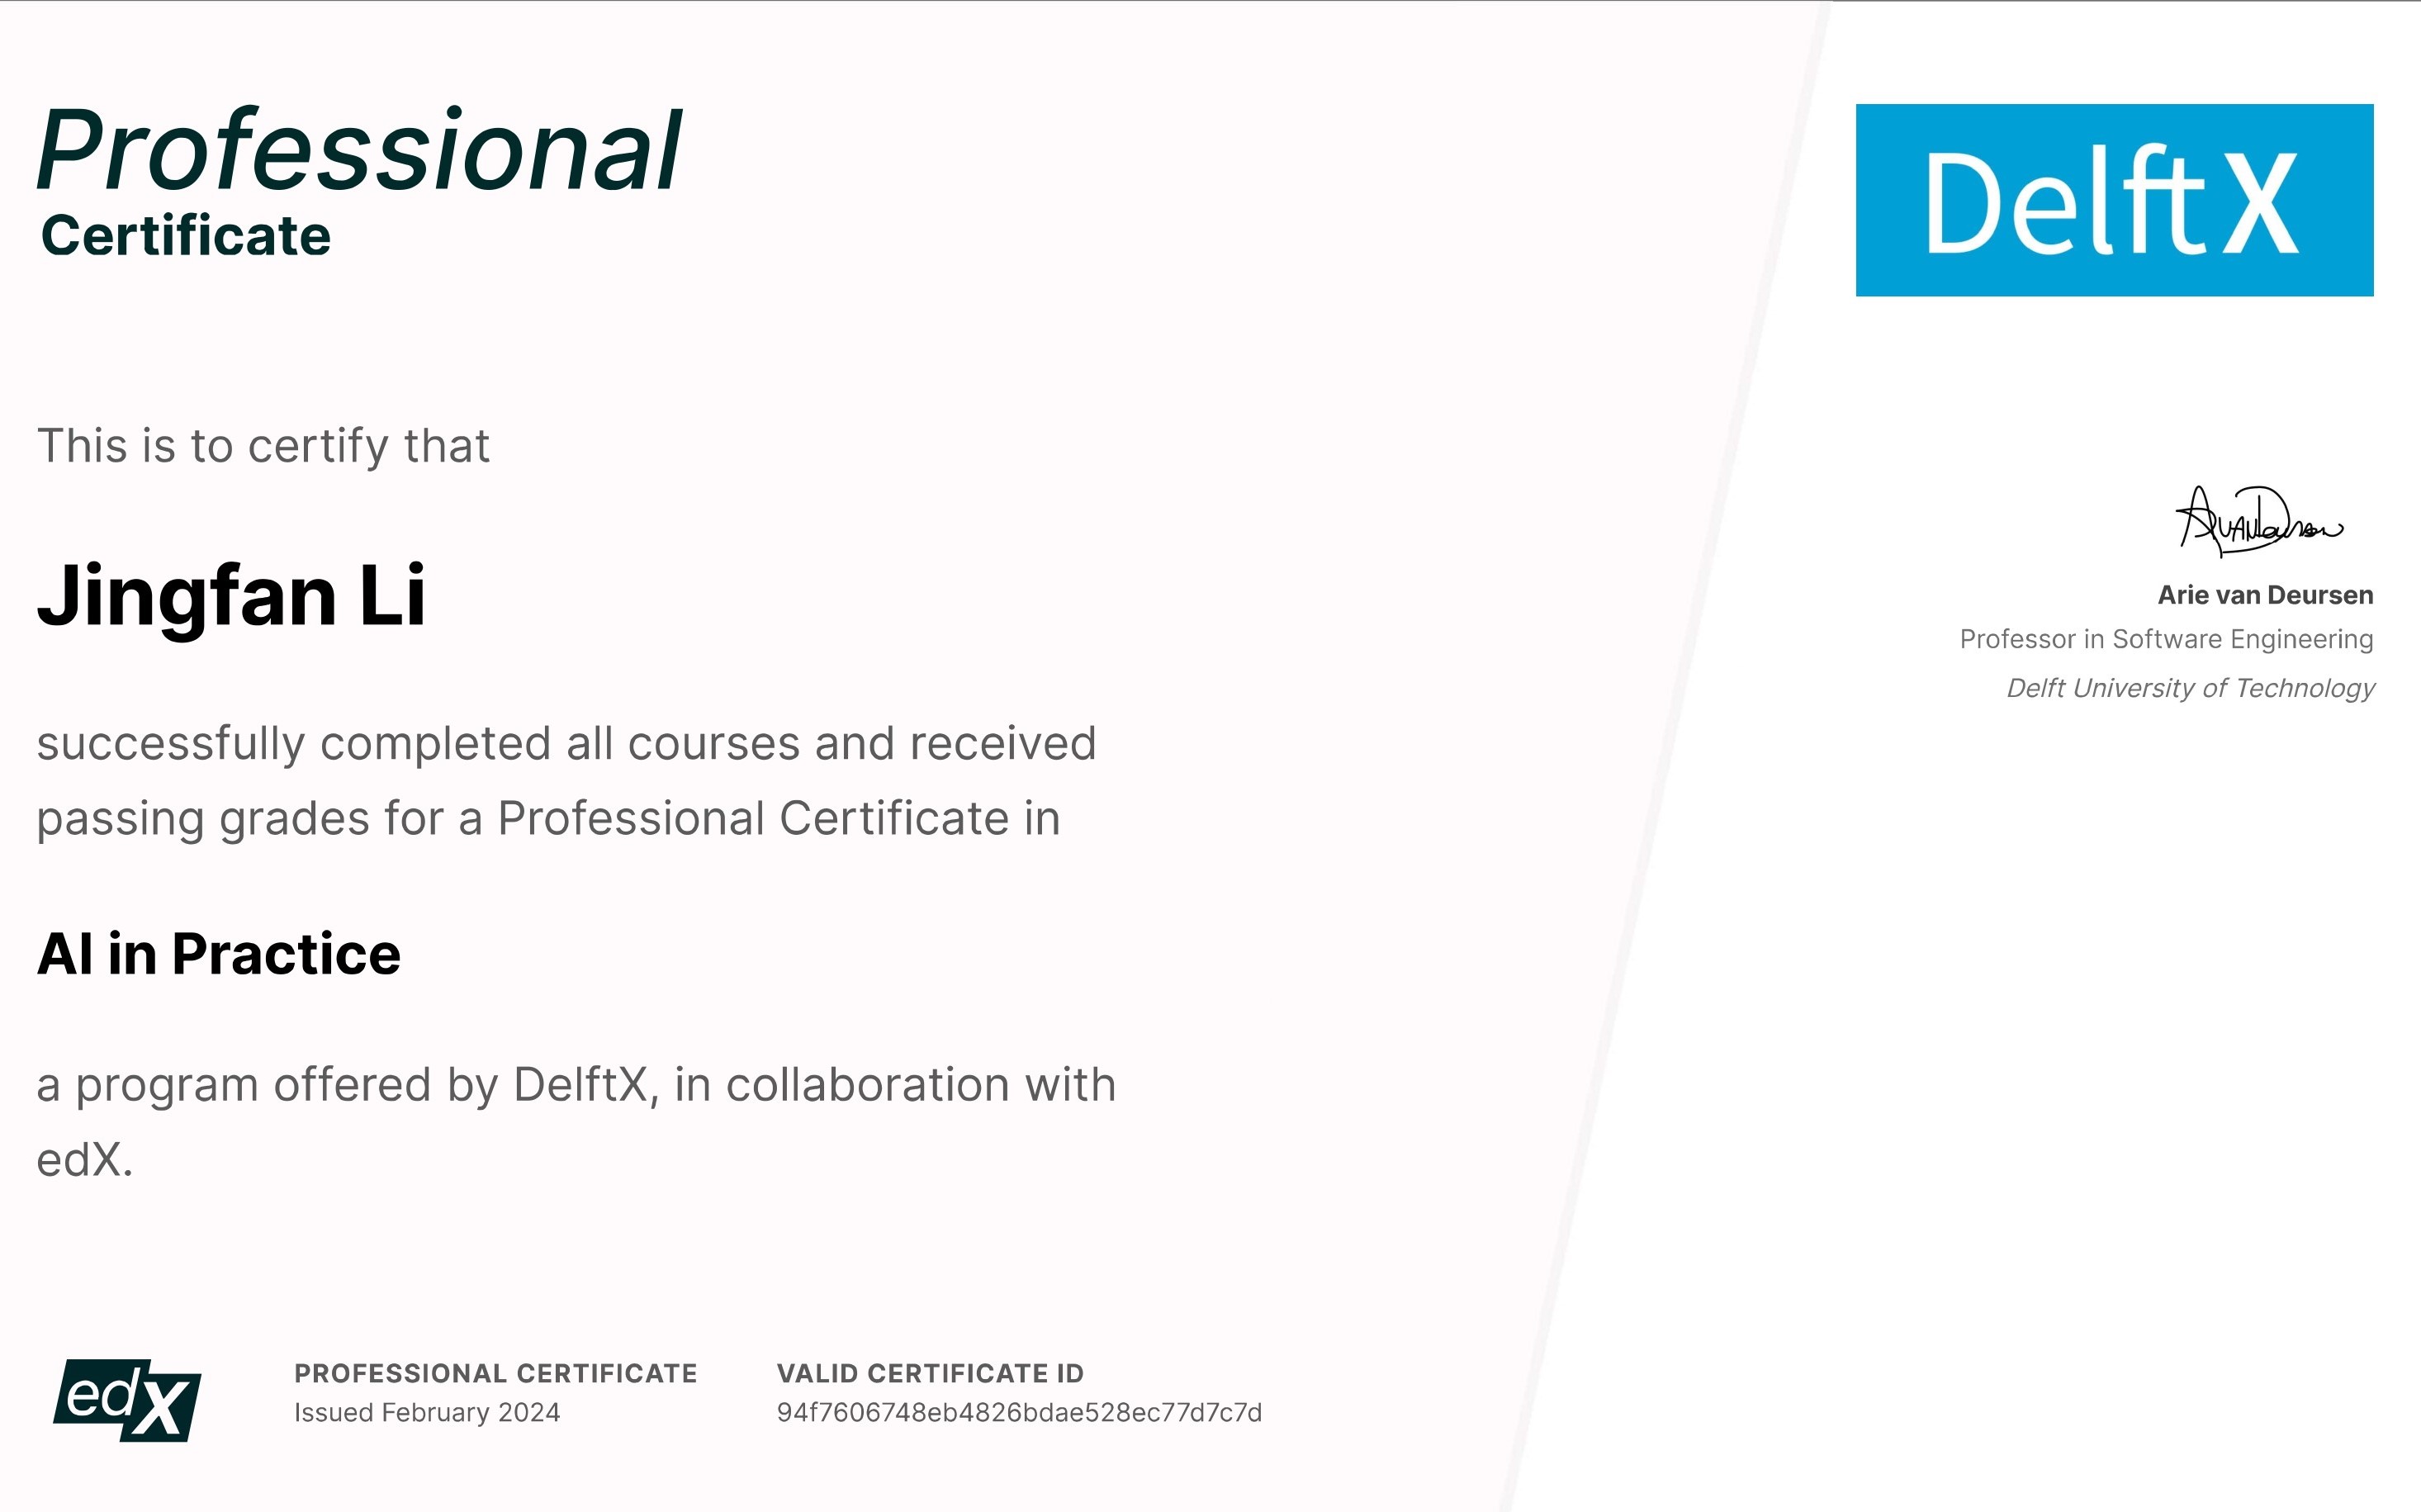 Professional
Certificate
DelftX
This is to certify that
Jingfan Li
successfully completed all courses and received
passing grades for a Professional Certificate in
AI in Practice
a program offered by DelftX, in collaboration with
edX.
Arie van Deursen
Professor in Software Engineering
Delft University of Technology
edX
PROFESSIONAL CERTIFICATE
Issued February 2024
VALID CERTIFICATE ID
94f7606748eb4826bdae528ec77d7c7d